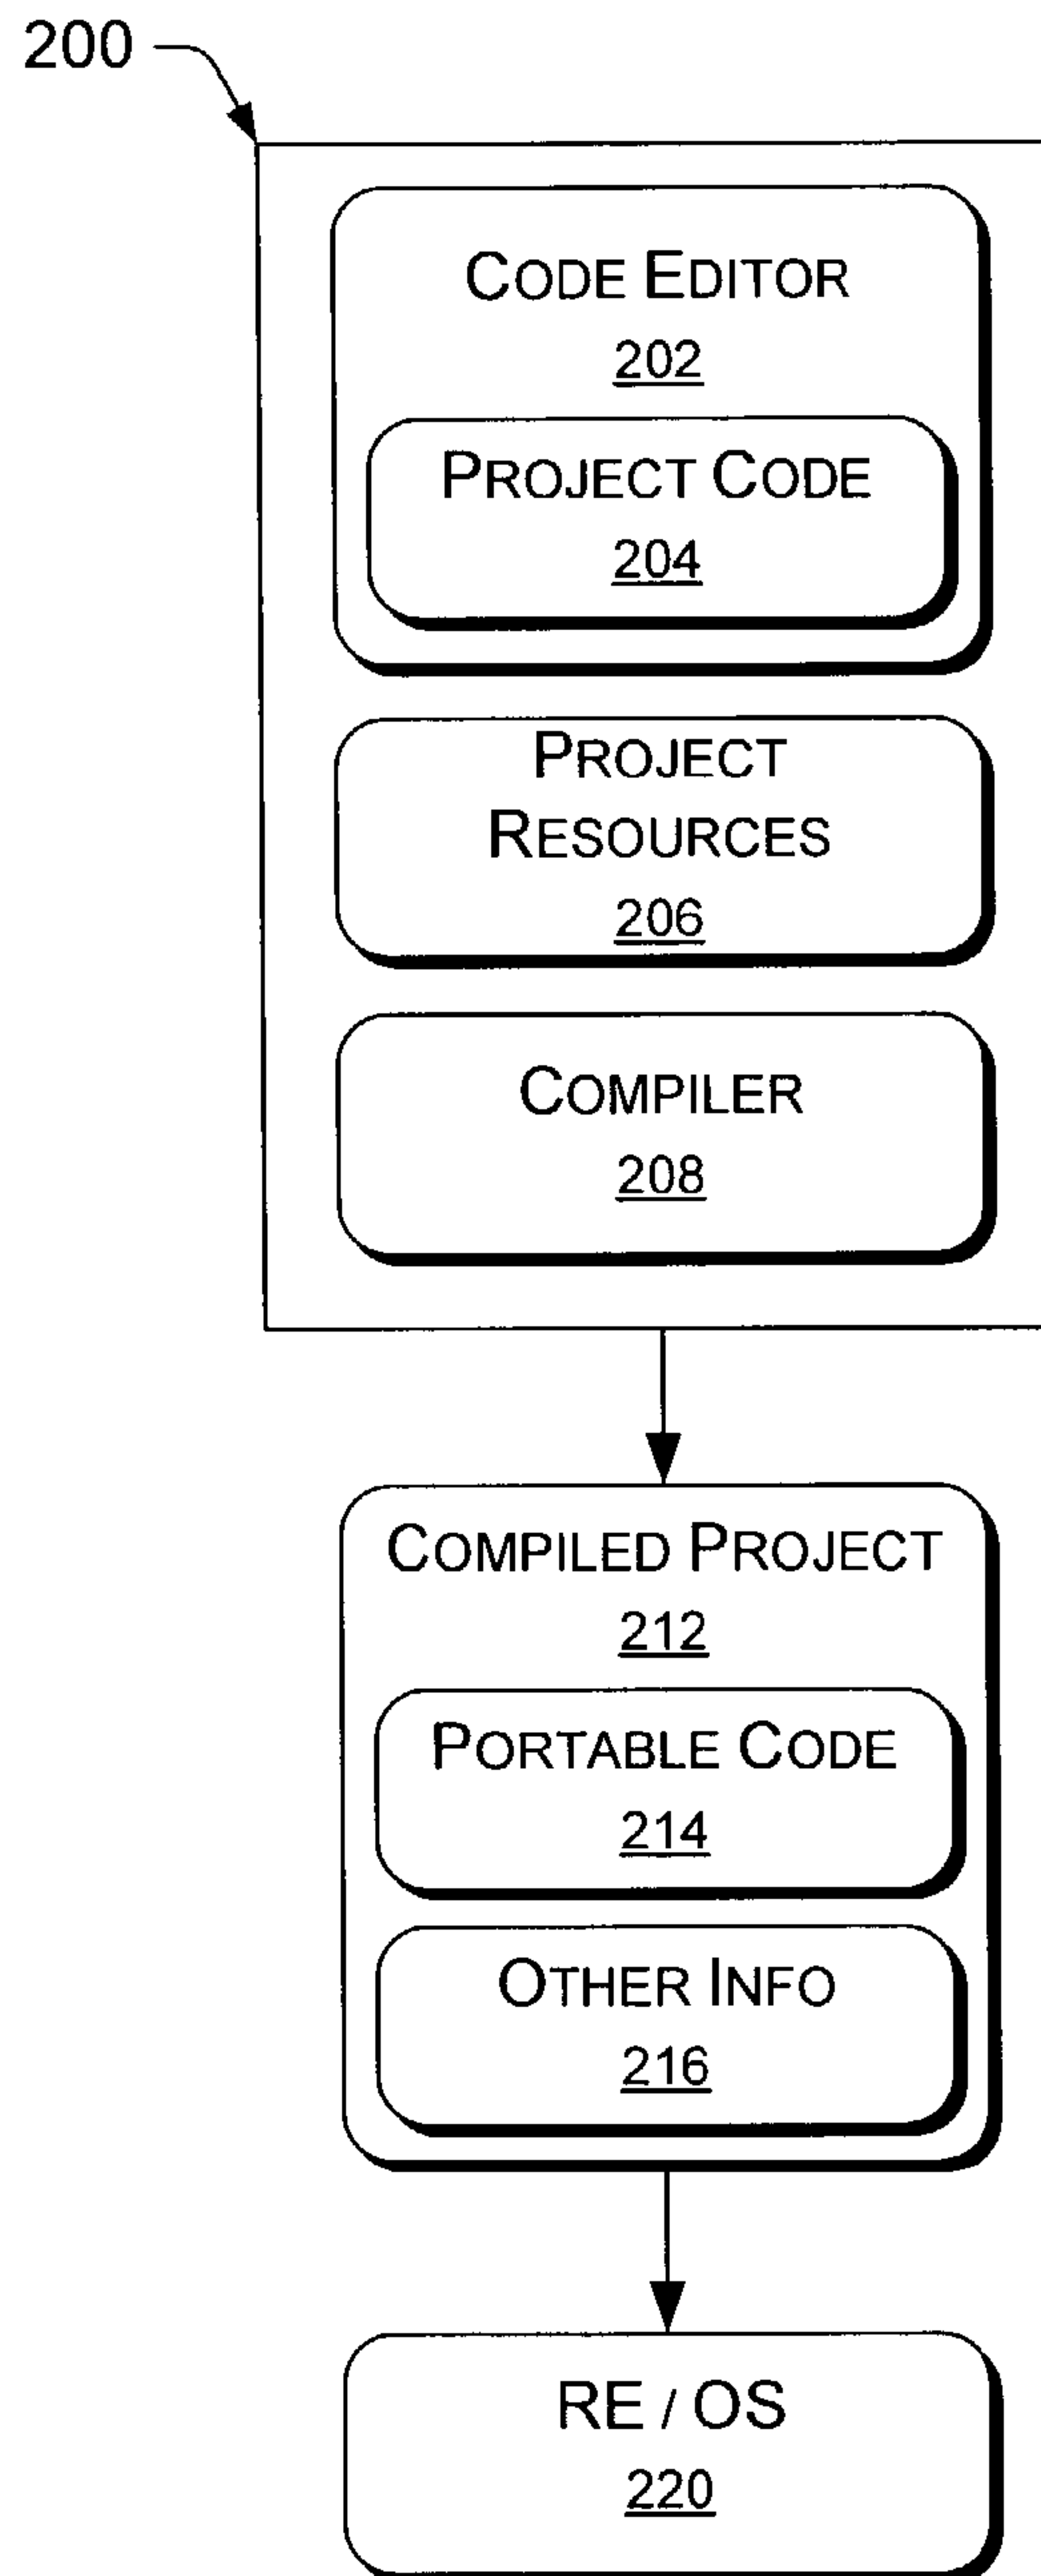 200
CODE EDITOR
202
PROJECT CODE
204
PROJECT
RESOURCES
206
COMPILER
208
COMPILED PROJECT
212
PORTABLE CODE
214
OTHER INFO
216
RE / OS
220